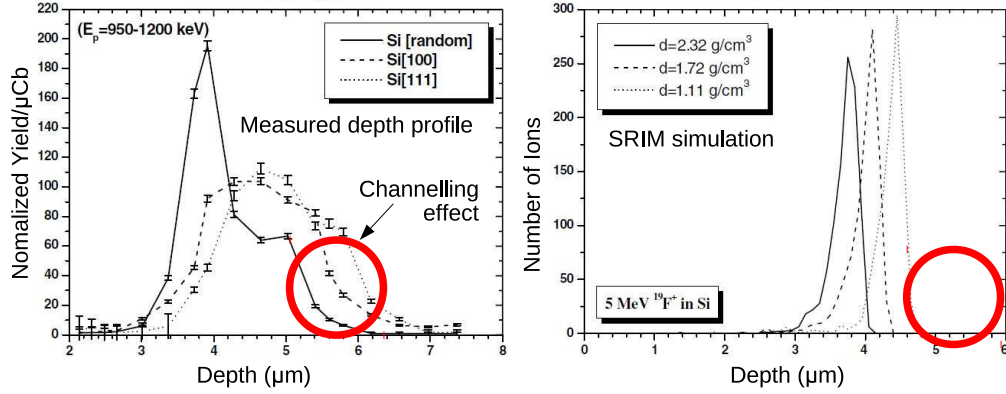 (Eₚ=950-1200 keV)
Si [random]
Si[100]
Si[111]
Measured depth profile
Channelling
effect
Normalized Yield/µCb
220
200
180
160
140
120
100
80
60
40
20
0
2 3 4 5 6 7 8
Depth (µm)
d=2.32 g/cm³
d=1.72 g/cm³
d=1.11 g/cm³
SRIM simulation
5 MeV ¹⁹F⁺ in Si
Number of Ions
300
250
200
150
100
50
0
0 1 2 3 4 5 6
Depth (µm)